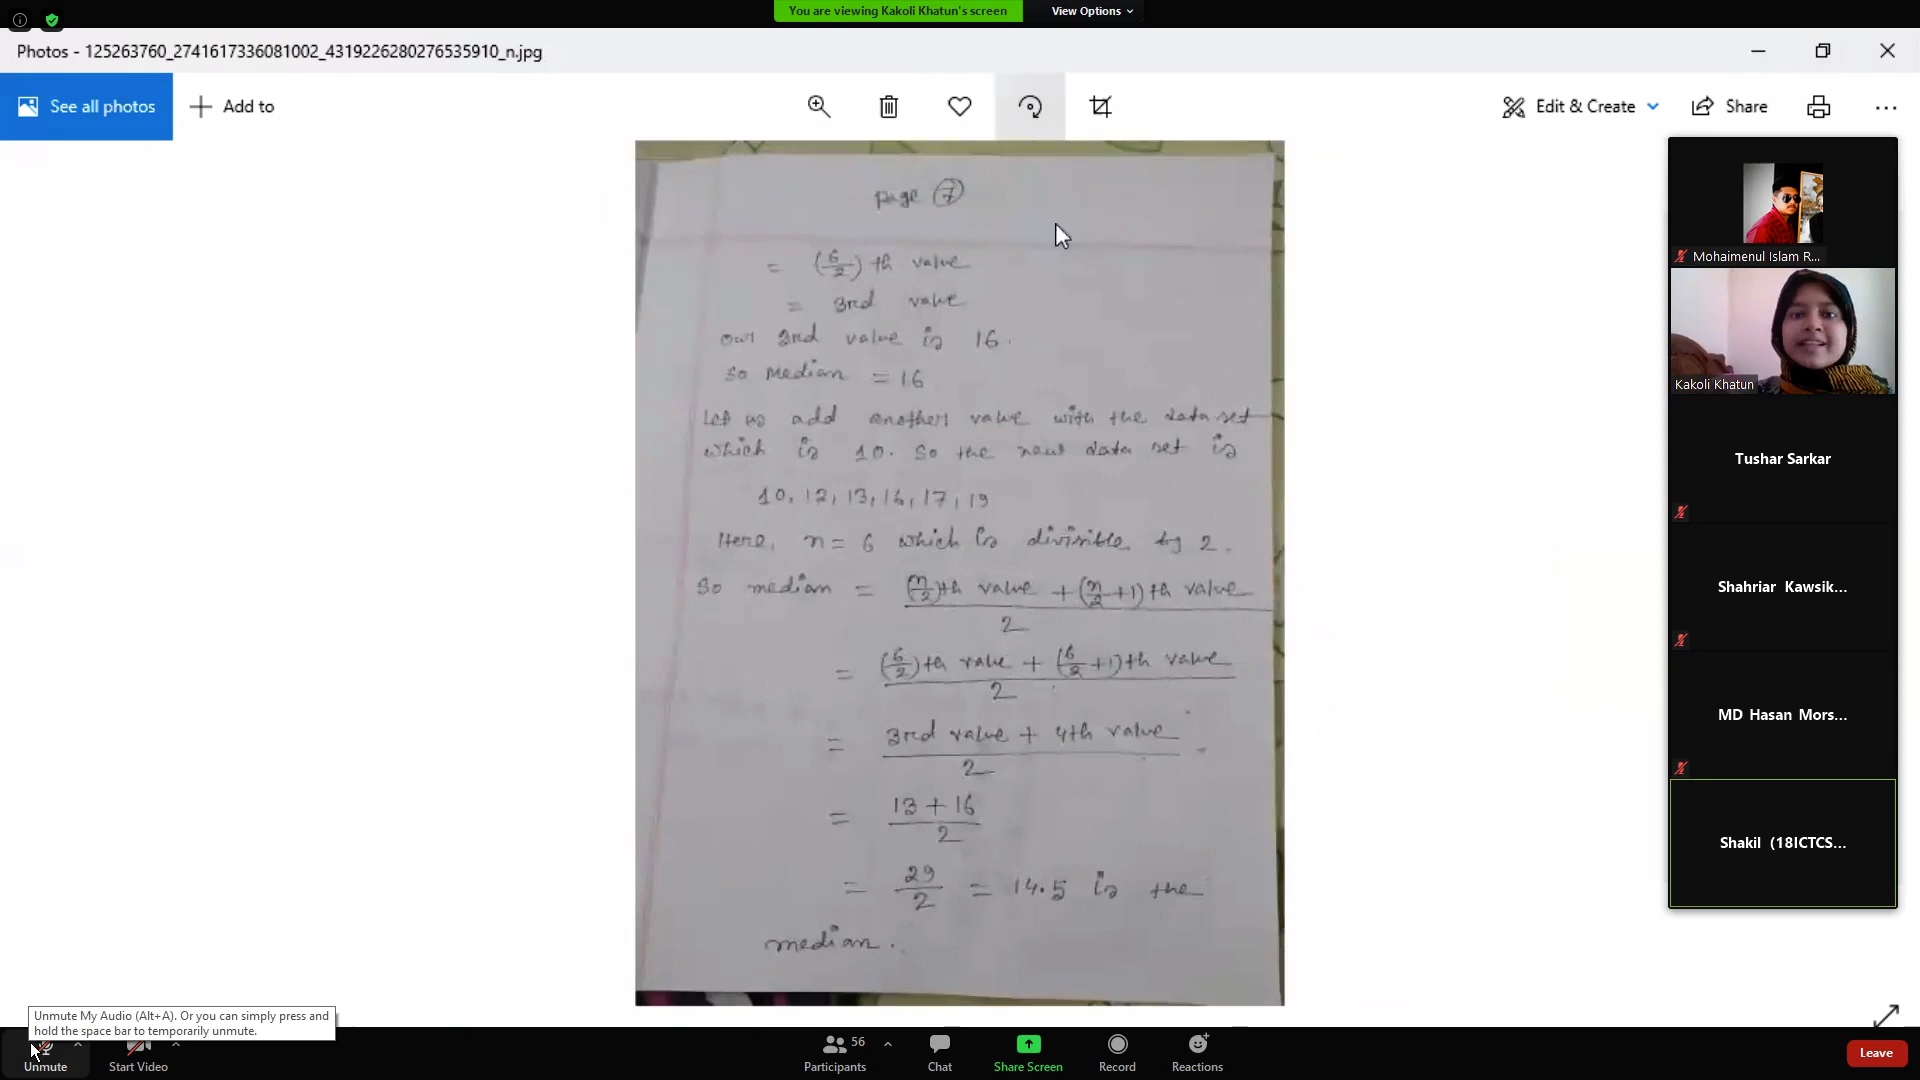 You are viewing Kakoli Khatun's screen
View Options
Photos - 125263760_2741617336081002_4319226280276535910_n.jpg
See all photos
Add to
Edit & Create
Share
page 7
= (6/2) th value
= 3rd value
our 3rd value is 16.
So Median = 16
Let us add another value with the data set
which is 10. So the new data set is
10, 12, 13, 16, 17, 19
Here, n = 6 which is divisible by 2.
So median = ((n/2)th value + (n/2+1)th value)/2
= ((6/2)th value + (6/2+1)th value)/2
= (3rd value + 4th value)/2
= (13+16)/2
= 29/2 = 14.5 is the
median.
Mohaimenul Islam R...
Kakoli Khatun
Tushar Sarkar
Shahriar Kawsik...
MD Hasan Mors...
Shakil (18ICTCS...
Unmute My Audio (Alt+A). Or you can simply press and
hold the space bar to temporarily unmute.
Unmute
Start Video
56
Participants
Chat
Share Screen
Record
Reactions
Leave